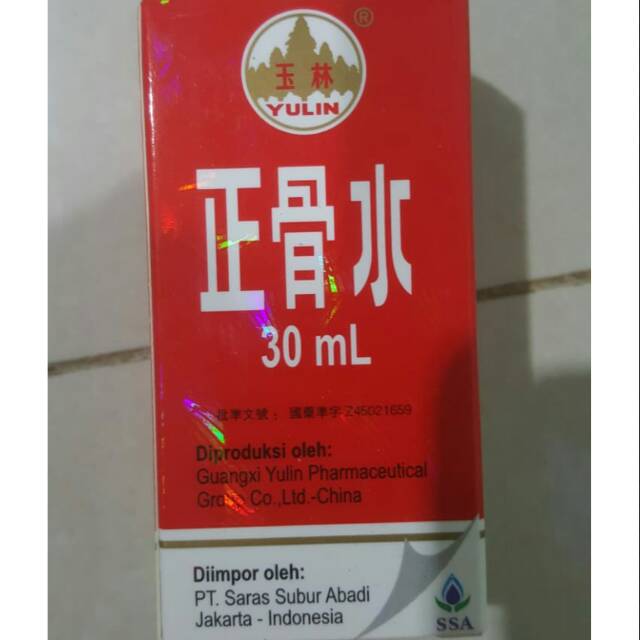 ®
玉林
YULIN
正骨水
30 mL
批准文號：國藥準字Z45021659
Diproduksi oleh:
Guangxi Yulin Pharmaceutical
Group Co.,Ltd.-China
Diimpor oleh:
PT. Saras Subur Abadi
Jakarta - Indonesia
SSA